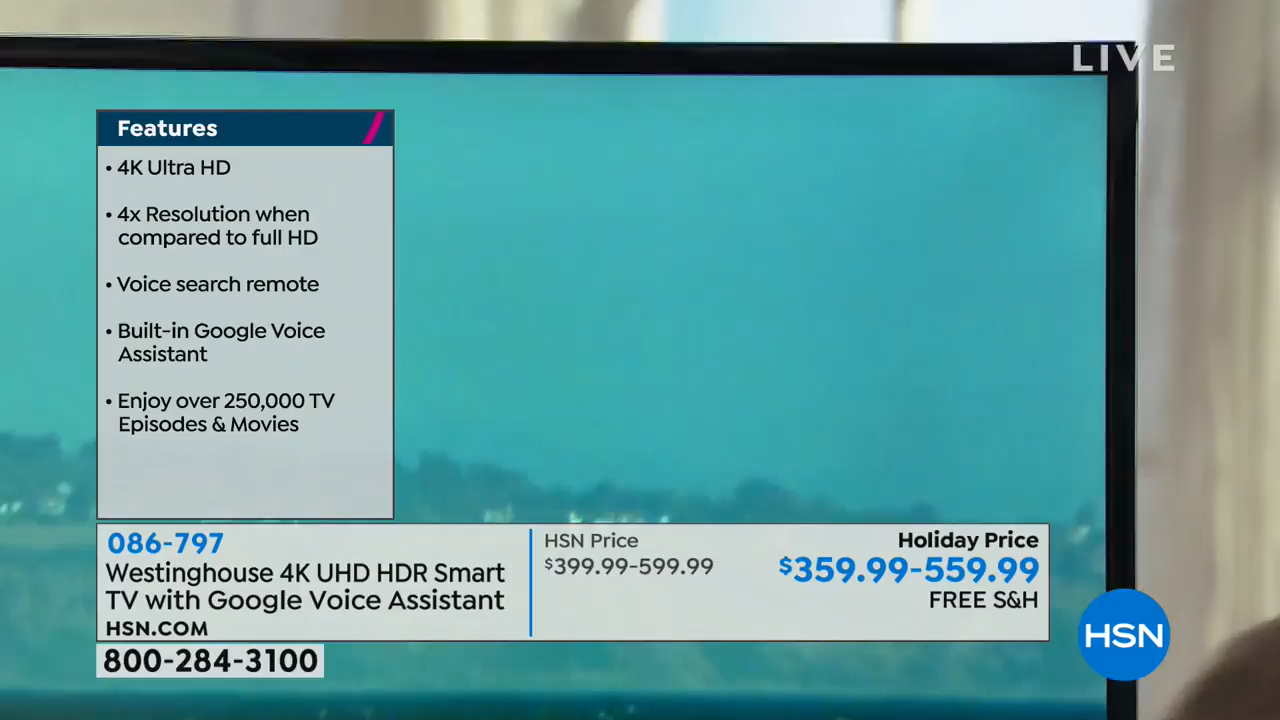 LIVE
Features
• 4K Ultra HD
• 4x Resolution when
compared to full HD
• Voice search remote
• Built-in Google Voice
Assistant
• Enjoy over 250,000 TV
Episodes & Movies
086-797
Westinghouse 4K UHD HDR Smart
TV with Google Voice Assistant
HSN.COM
HSN Price
$399.99-599.99
Holiday Price
$359.99-559.99
FREE S&H
800-284-3100
HSN